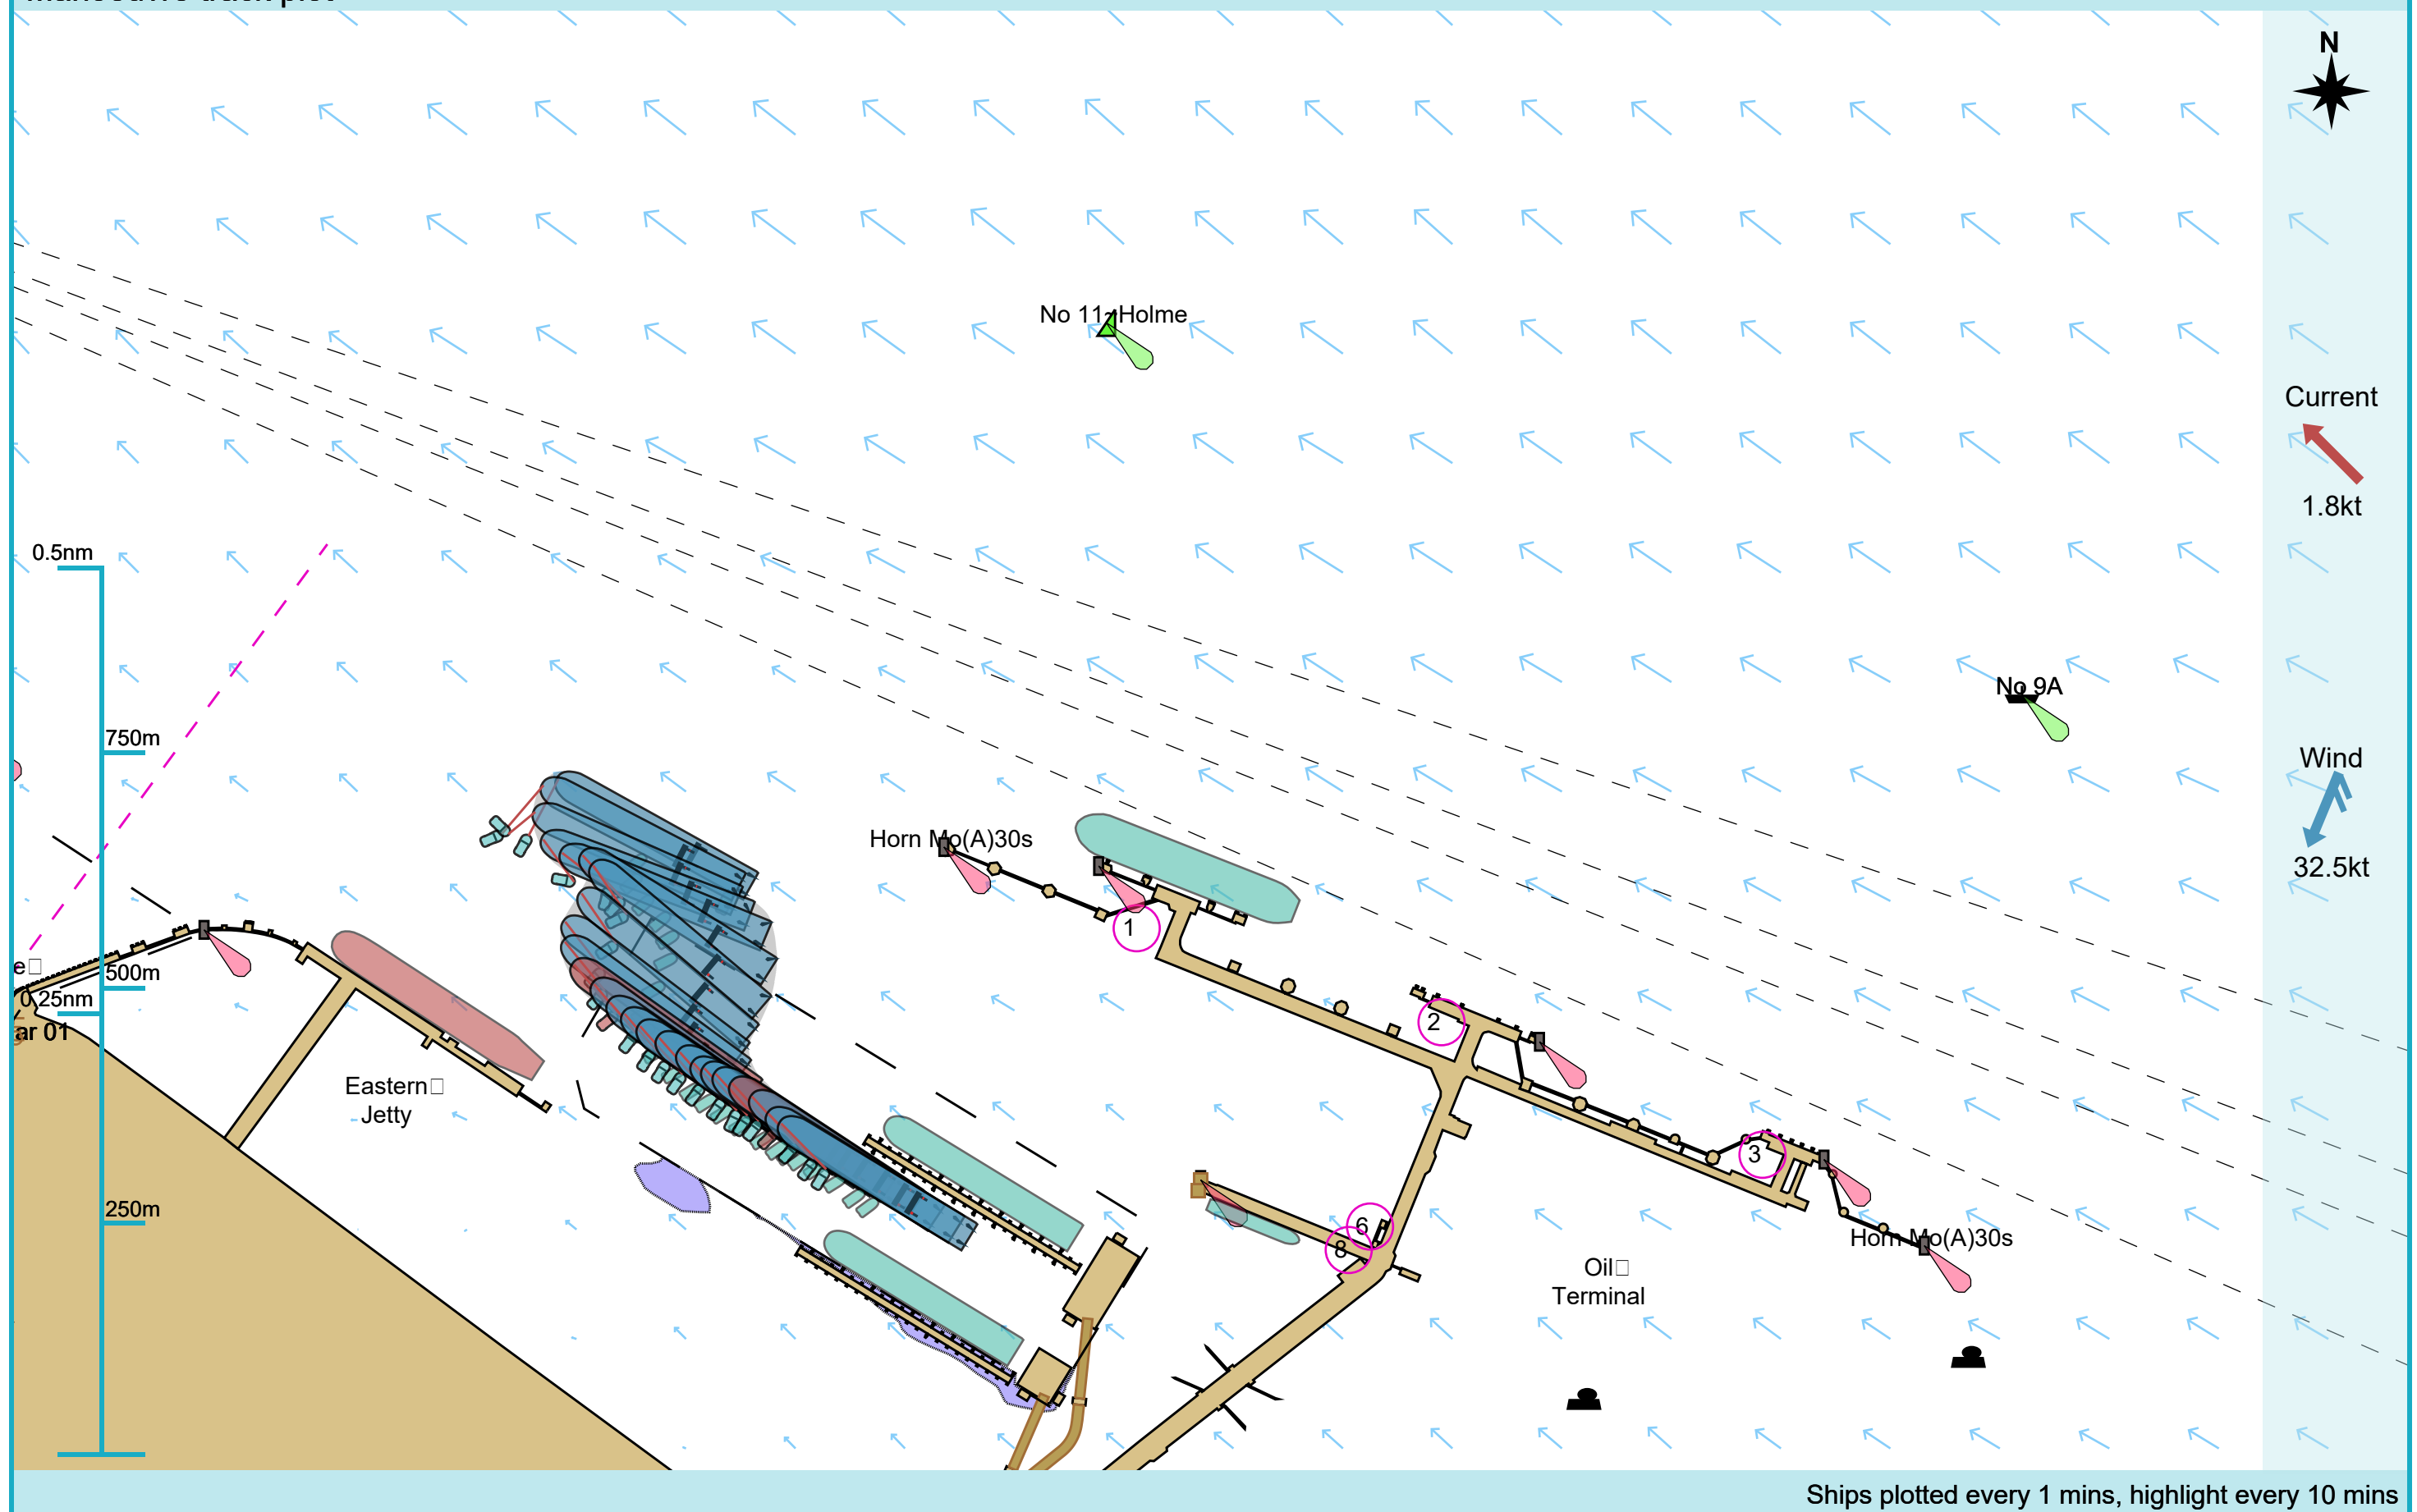 N
No 11 Holme
Current
1.8kt
0.5nm
No 9A
750m
Wind
32.5kt
Horn Mo(A)30s
1
500m
0.25nm
ar 01
2
Eastern
Jetty
3
250m
6
8
Horn Mo(A)30s
Oil
Terminal
Ships plotted every 1 mins, highlight every 10 mins